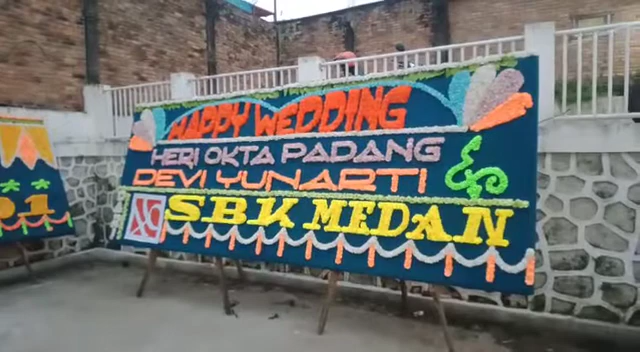 HAPPY WEDDING
HERI OKTA PADANG
&
DEVI YUNARTI
SBK MEDAN